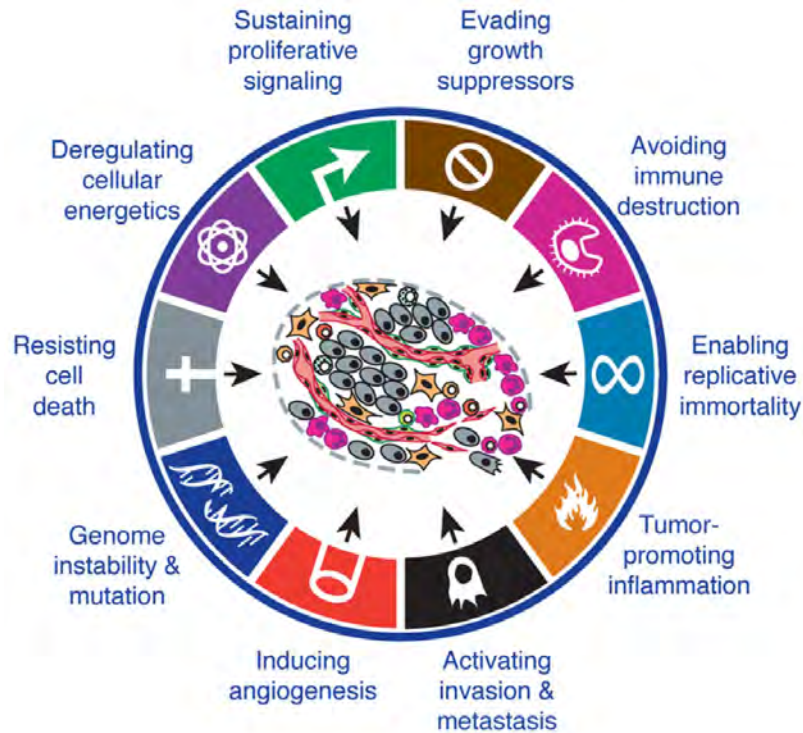 Sustaining
proliferative
signaling
Evading
growth
suppressors
Avoiding
immune
destruction
Enabling
replicative
immortality
Tumor-
promoting
inflammation
Activating
invasion &
metastasis
Inducing
angiogenesis
Genome
instability &
mutation
Resisting
cell
death
Deregulating
cellular
energetics